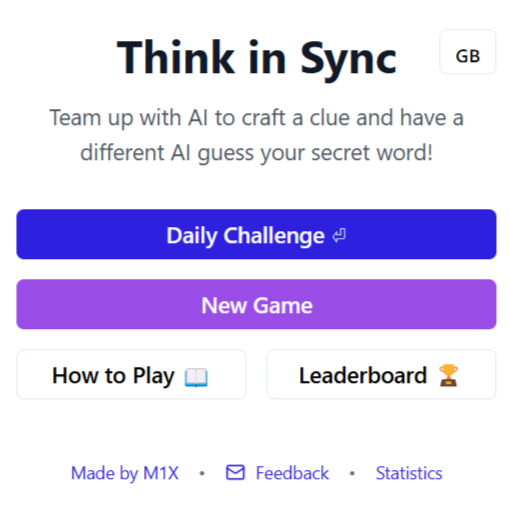 Think in Sync
GB
Team up with AI to craft a clue and have a
different AI guess your secret word!
Daily Challenge ⏎
New Game
How to Play 📖
Leaderboard 🏆
Made by M1X • Feedback • Statistics